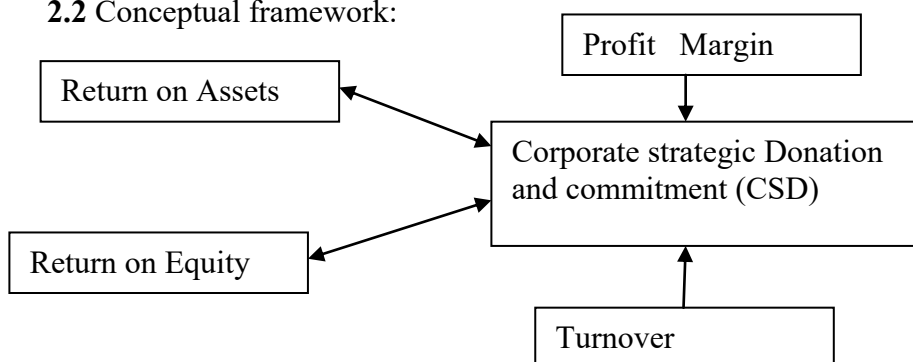 2.2 Conceptual framework:
Profit Margin
Return on Assets
Corporate strategic Donation
and commitment (CSD)
Return on Equity
Turnover